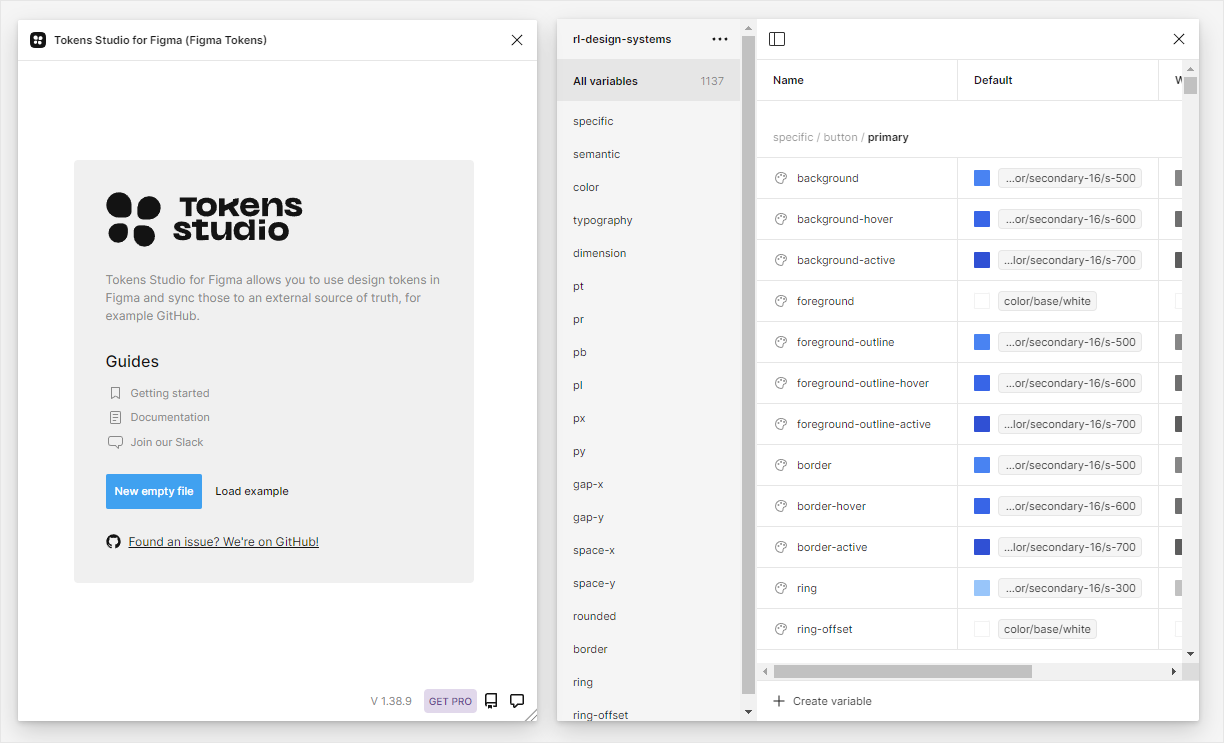 Tokens Studio for Figma (Figma Tokens)
Tokens
studio
Tokens Studio for Figma allows you to use design tokens in
Figma and sync those to an external source of truth, for
example GitHub.
Guides
Getting started
Documentation
Join our Slack
New empty file Load example
Found an issue? We're on GitHub!
V 1.38.9 GET PRO
rl-design-systems
All variables 1137
specific
semantic
color
typography
dimension
pt
pr
pb
pl
px
py
gap-x
gap-y
space-x
space-y
rounded
border
ring
ring-offset
Name Default
specific / button / primary
background ...or/secondary-16/s-500
background-hover ...or/secondary-16/s-600
background-active ...lor/secondary-16/s-700
foreground color/base/white
foreground-outline ...or/secondary-16/s-500
foreground-outline-hover ...or/secondary-16/s-600
foreground-outline-active ...lor/secondary-16/s-700
border ...or/secondary-16/s-500
border-hover ...or/secondary-16/s-600
border-active ...lor/secondary-16/s-700
ring ...or/secondary-16/s-300
ring-offset color/base/white
Create variable